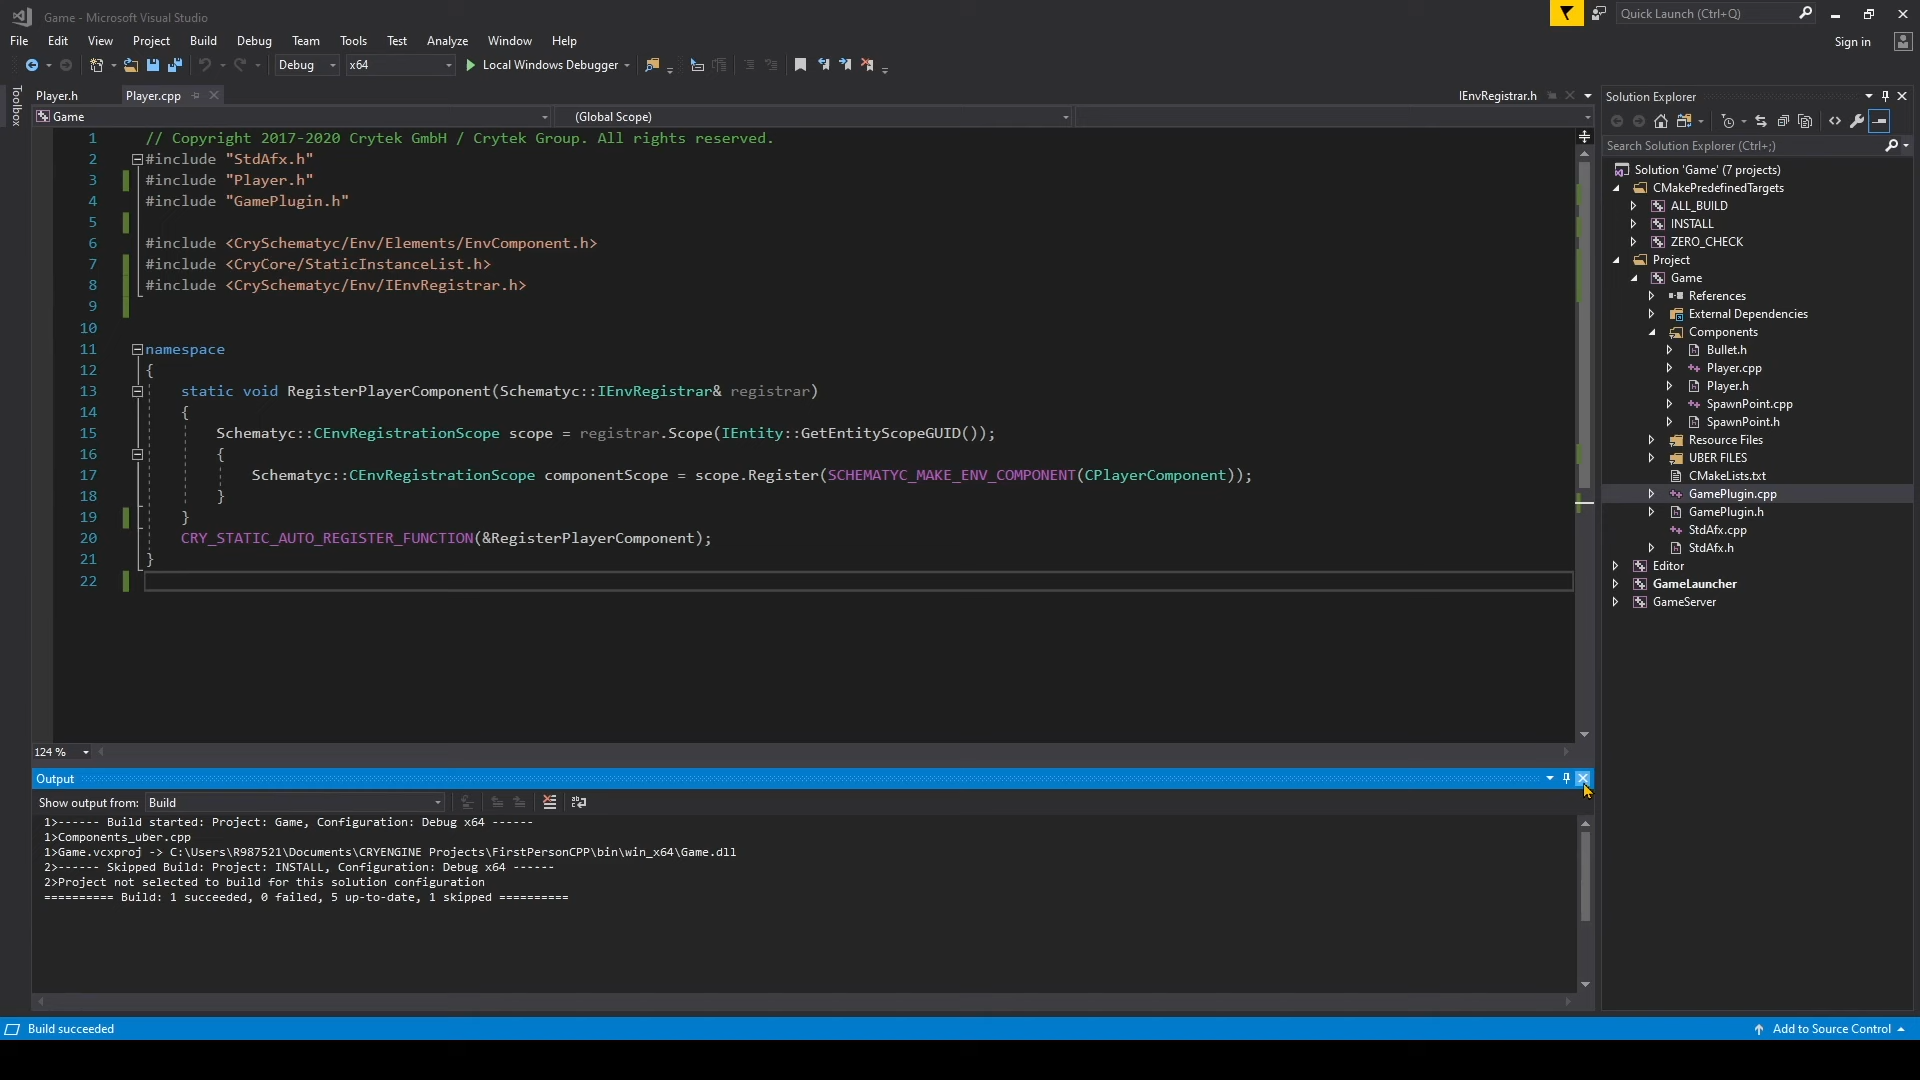 Game - Microsoft Visual Studio
Quick Launch (Ctrl+Q)
File Edit View Project Build Debug Team Tools Test Analyze Window Help
Sign in
Debug x64 Local Windows Debugger
Toolbox
Player.h Player.cpp IEnvRegistrar.h
Game (Global Scope)
1 // Copyright 2017-2020 Crytek GmbH / Crytek Group. All rights reserved.
2 #include "StdAfx.h"
3 #include "Player.h"
4 #include "GamePlugin.h"
5
6 #include <CrySchematyc/Env/Elements/EnvComponent.h>
7 #include <CryCore/StaticInstanceList.h>
8 #include <CrySchematyc/Env/IEnvRegistrar.h>
9
10
11 namespace
12 {
13 static void RegisterPlayerComponent(Schematyc::IEnvRegistrar& registrar)
14 {
15 Schematyc::CEnvRegistrationScope scope = registrar.Scope(IEntity::GetEntityScopeGUID());
16 {
17 Schematyc::CEnvRegistrationScope componentScope = scope.Register(SCHEMATYC_MAKE_ENV_COMPONENT(CPlayerComponent));
18 }
19 }
20 CRY_STATIC_AUTO_REGISTER_FUNCTION(&RegisterPlayerComponent);
21 }
22
124 %
Output
Show output from: Build
1>------ Build started: Project: Game, Configuration: Debug x64 ------
1>Components_uber.cpp
1>Game.vcxproj -> C:\Users\R987521\Documents\CRYENGINE Projects\FirstPersonCPP\bin\win_x64\Game.dll
2>------ Skipped Build: Project: INSTALL, Configuration: Debug x64 ------
2>Project not selected to build for this solution configuration
========== Build: 1 succeeded, 0 failed, 5 up-to-date, 1 skipped ==========
Solution Explorer
Search Solution Explorer (Ctrl+;)
Solution 'Game' (7 projects)
CMakePredefinedTargets
ALL_BUILD
INSTALL
ZERO_CHECK
Project
Game
References
External Dependencies
Components
Bullet.h
Player.cpp
Player.h
SpawnPoint.cpp
SpawnPoint.h
Resource Files
UBER FILES
CMakeLists.txt
GamePlugin.cpp
GamePlugin.h
StdAfx.cpp
StdAfx.h
Editor
GameLauncher
GameServer
Build succeeded
Add to Source Control